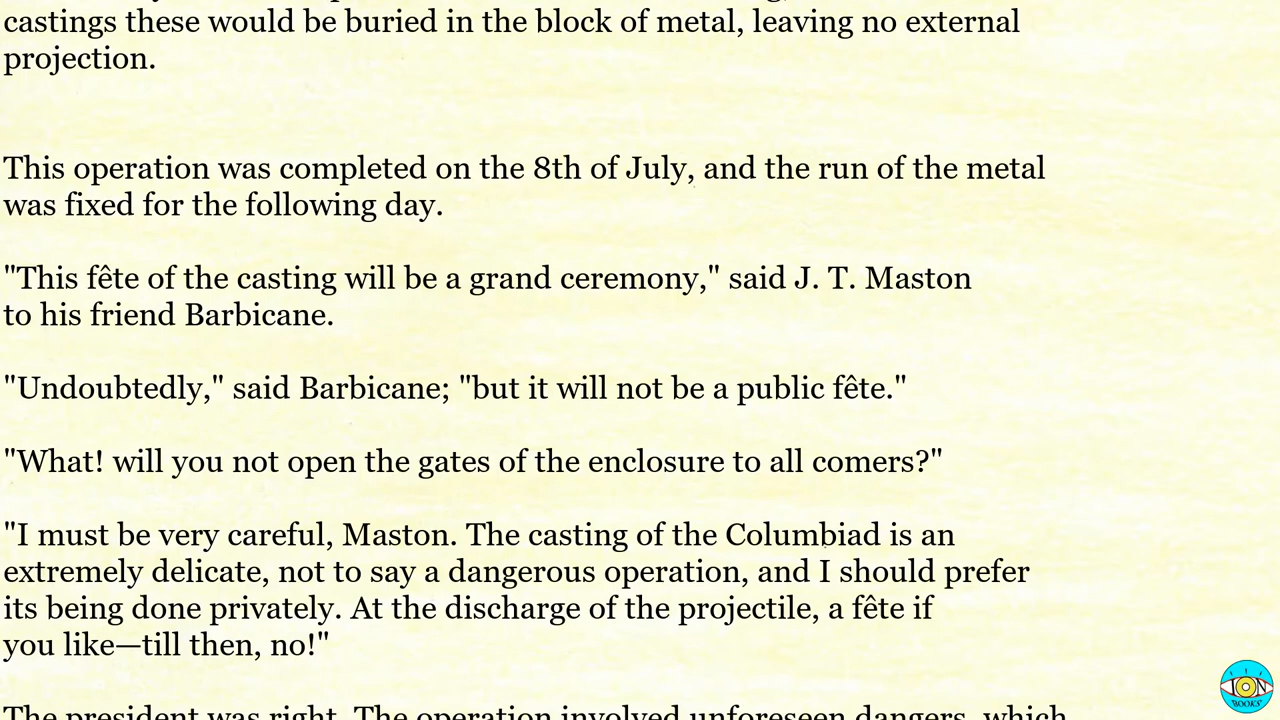 castings these would be buried in the block of metal, leaving no external
projection.
This operation was completed on the 8th of July, and the run of the metal
was fixed for the following day.
"This fête of the casting will be a grand ceremony," said J. T. Maston
to his friend Barbicane.
"Undoubtedly," said Barbicane; "but it will not be a public fête."
"What! will you not open the gates of the enclosure to all comers?"
"I must be very careful, Maston. The casting of the Columbiad is an
extremely delicate, not to say a dangerous operation, and I should prefer
its being done privately. At the discharge of the projectile, a fête if
you like—till then, no!"
The president was right. The operation involved unforeseen dangers, which
ION
BOOKS